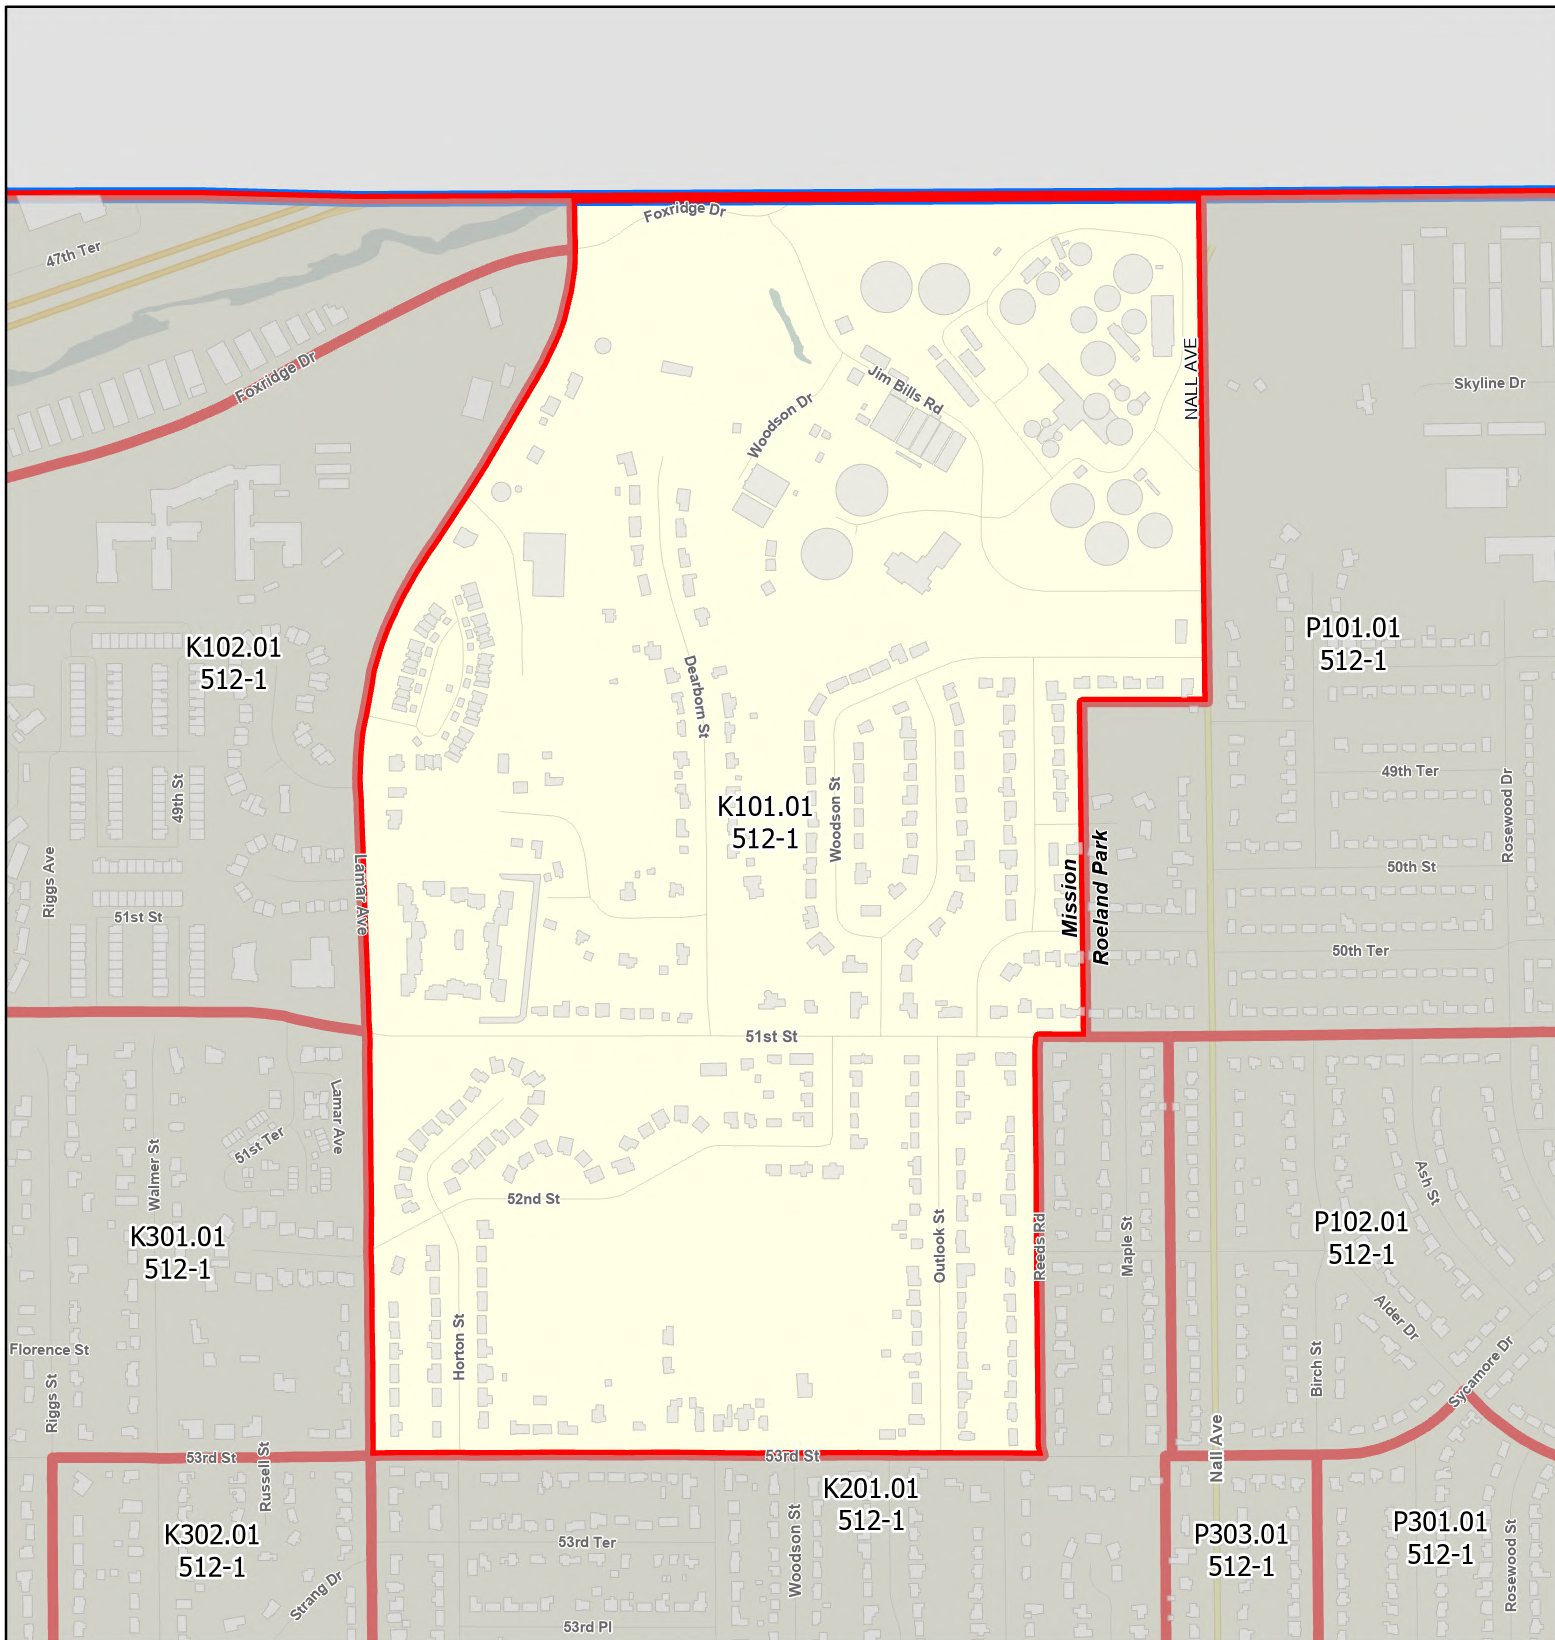 Foxridge Dr
47th Ter
Foxridge Dr
NALL AVE
Skyline Dr
Jim Bills Rd
Woodson Dr
K102.01
512-1
P101.01
512-1
Dearborn St
49th Ter
49th St
Rosewood Dr
K101.01
512-1
Woodson St
50th St
Riggs Ave
Lamar Ave
Mission
Roeland Park
51st St
50th Ter
51st St
Lamar Ave
51st Ter
Walmer St
Ash St
52nd St
K301.01
512-1
P102.01
512-1
Outlook St
Reeds Rd
Maple St
Alder Dr
Florence St
Horton St
Birch St
Sycamore Dr
Riggs St
53rd St
Russell St
53rd St
Nall Ave
K201.01
512-1
K302.01
512-1
53rd Ter
Woodson St
P303.01
512-1
P301.01
512-1
Rosewood St
Strang Dr
53rd Pl